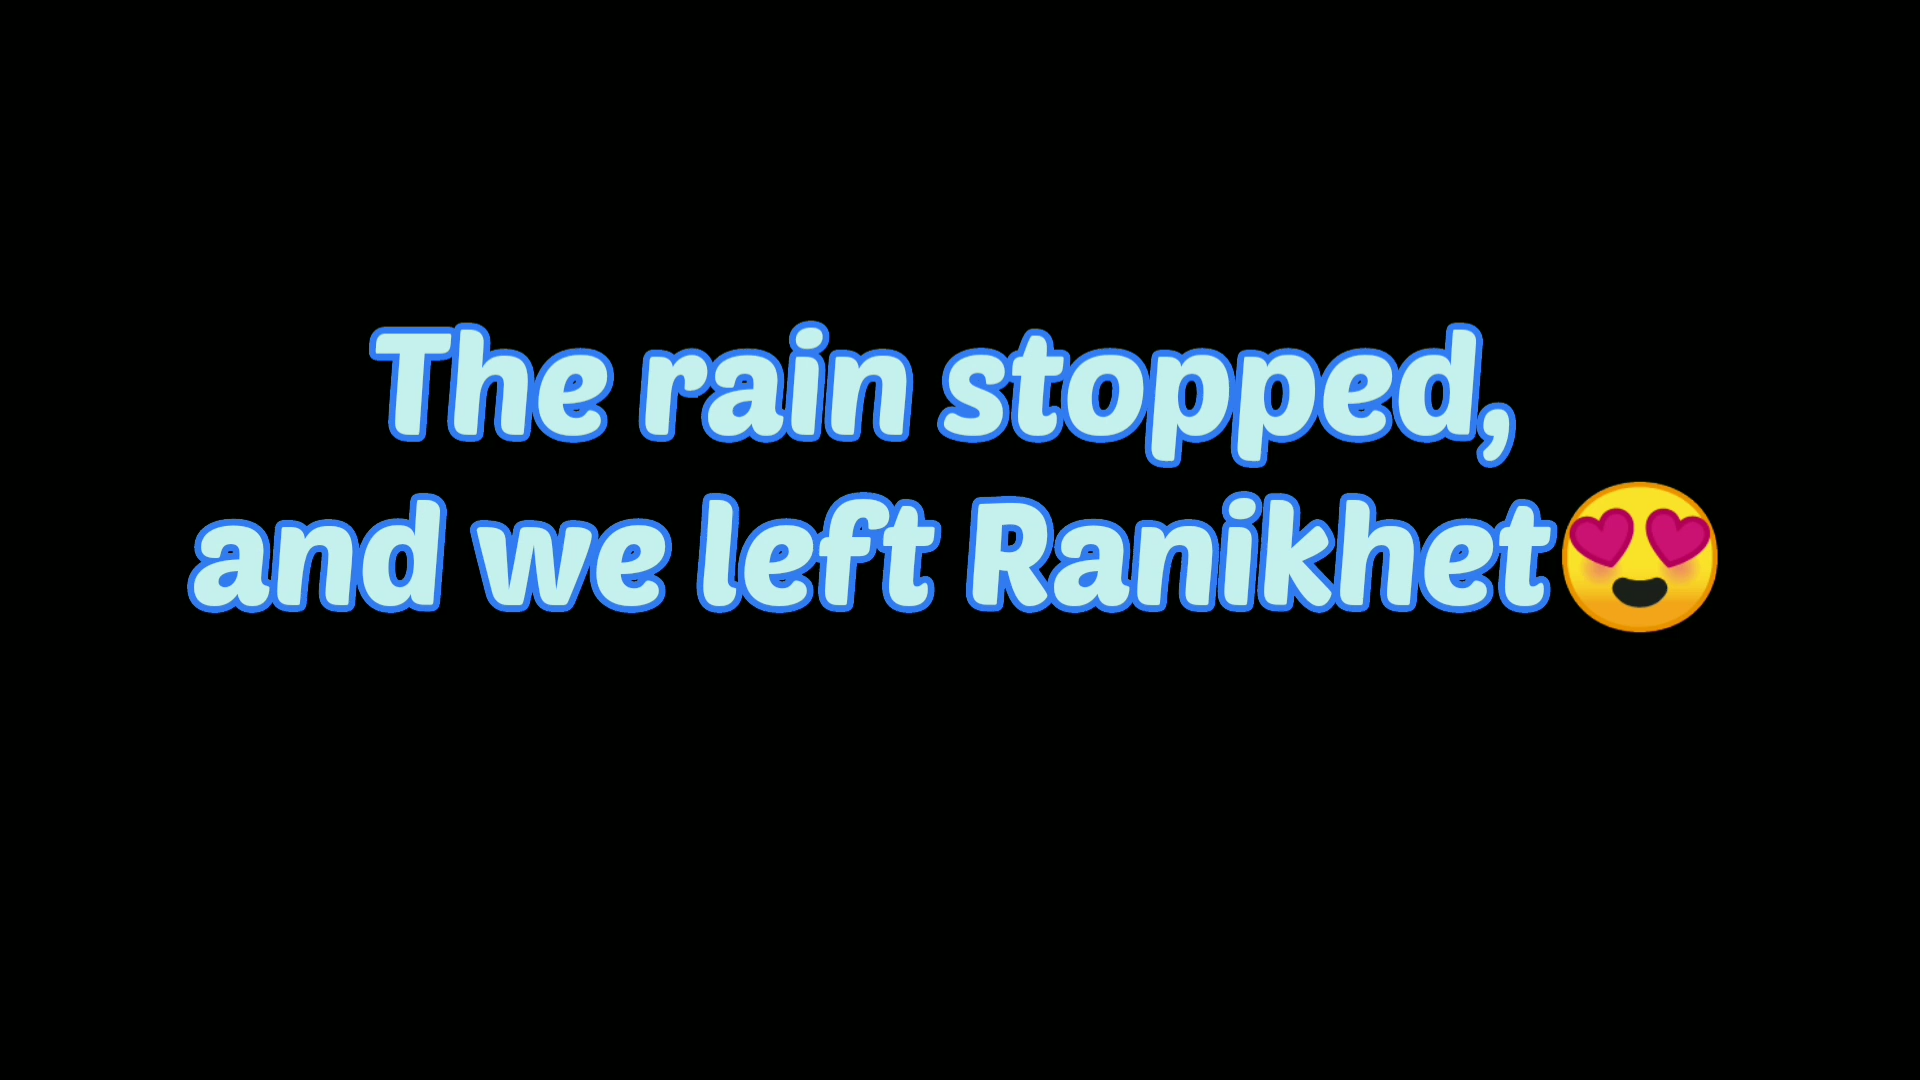 The rain stopped,
and we left Ranikhet😍